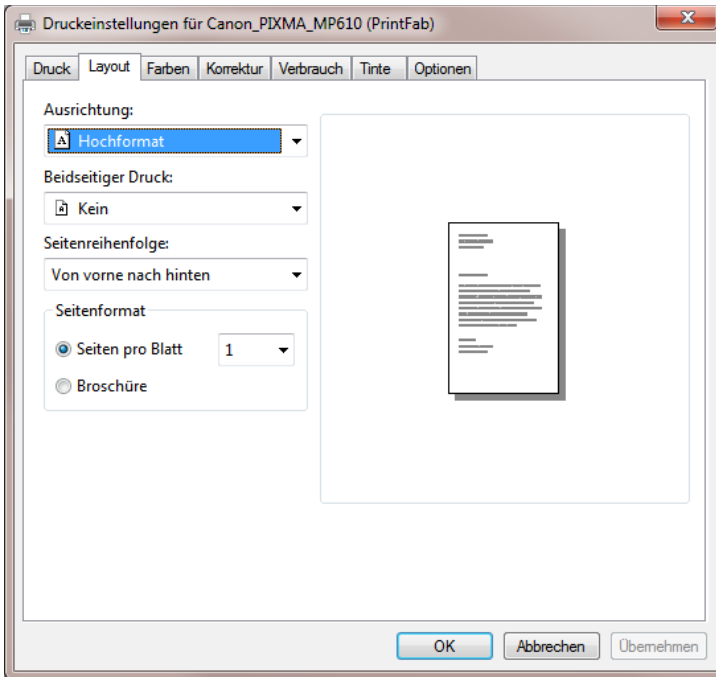 Druckeinstellungen für Canon_PIXMA_MP610 (PrintFab)
Druck Layout Farben Korrektur Verbrauch Tinte Optionen
Ausrichtung:
Hochformat
Beidseitiger Druck:
Kein
Seitenreihenfolge:
Von vorne nach hinten
Seitenformat
Seiten pro Blatt 1
Broschüre
OK Abbrechen Übernehmen